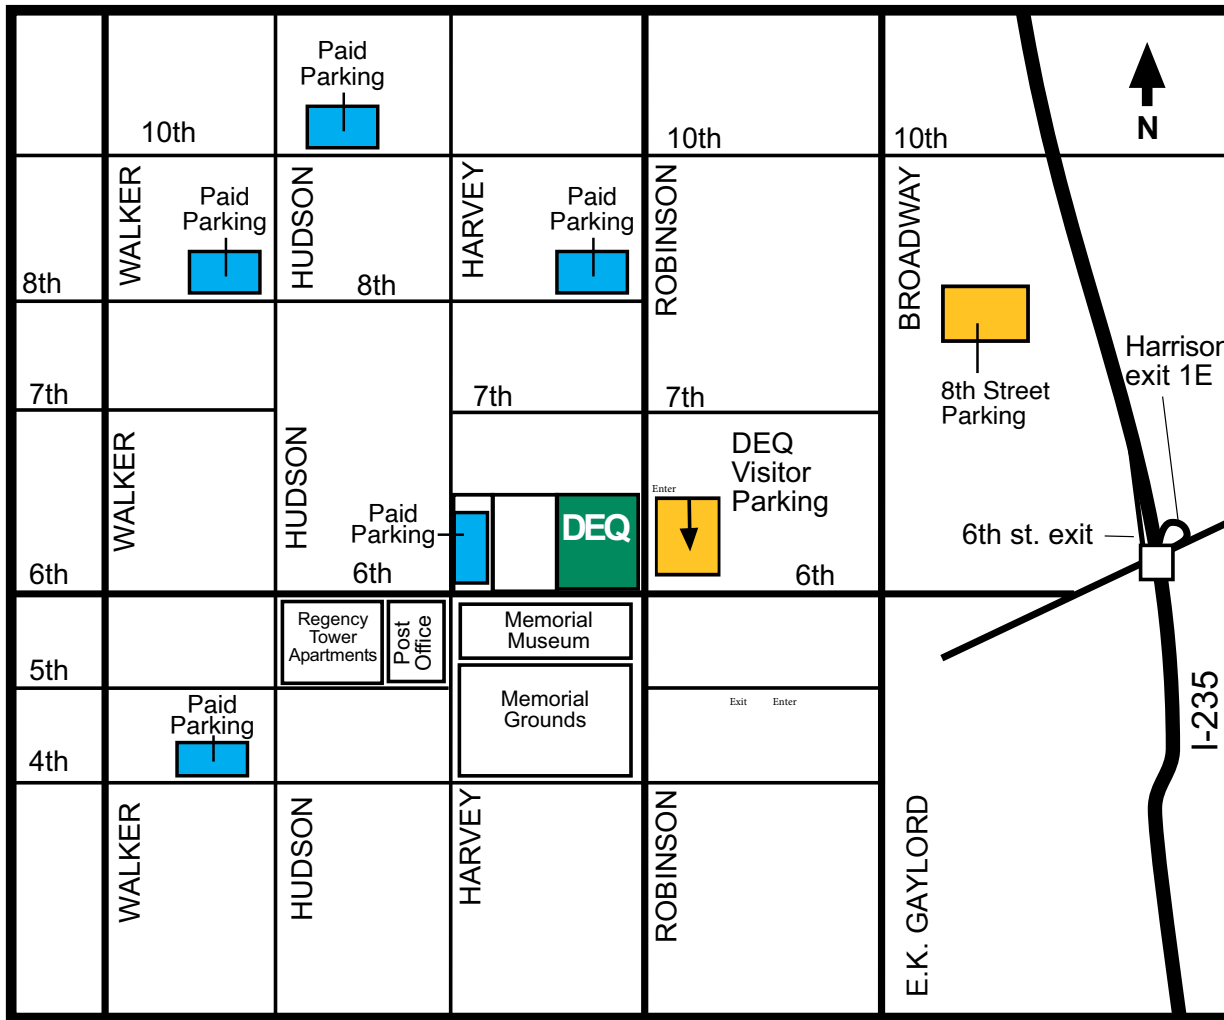 Paid
Parking
10th
10th
10th
N
WALKER
Paid
Parking
HUDSON
HARVEY
Paid
Parking
ROBINSON
BROADWAY
8th
8th
Harrison
exit 1E
7th
7th
7th
8th Street
Parking
WALKER
HUDSON
DEQ
Visitor
Parking
Enter
Paid
Parking
DEQ
6th st. exit
6th
6th
6th
Regency
Tower
Apartments
Post
Office
Memorial
Museum
5th
Memorial
Grounds
Exit Enter
I-235
Paid
Parking
4th
WALKER
HUDSON
HARVEY
ROBINSON
E.K. GAYLORD